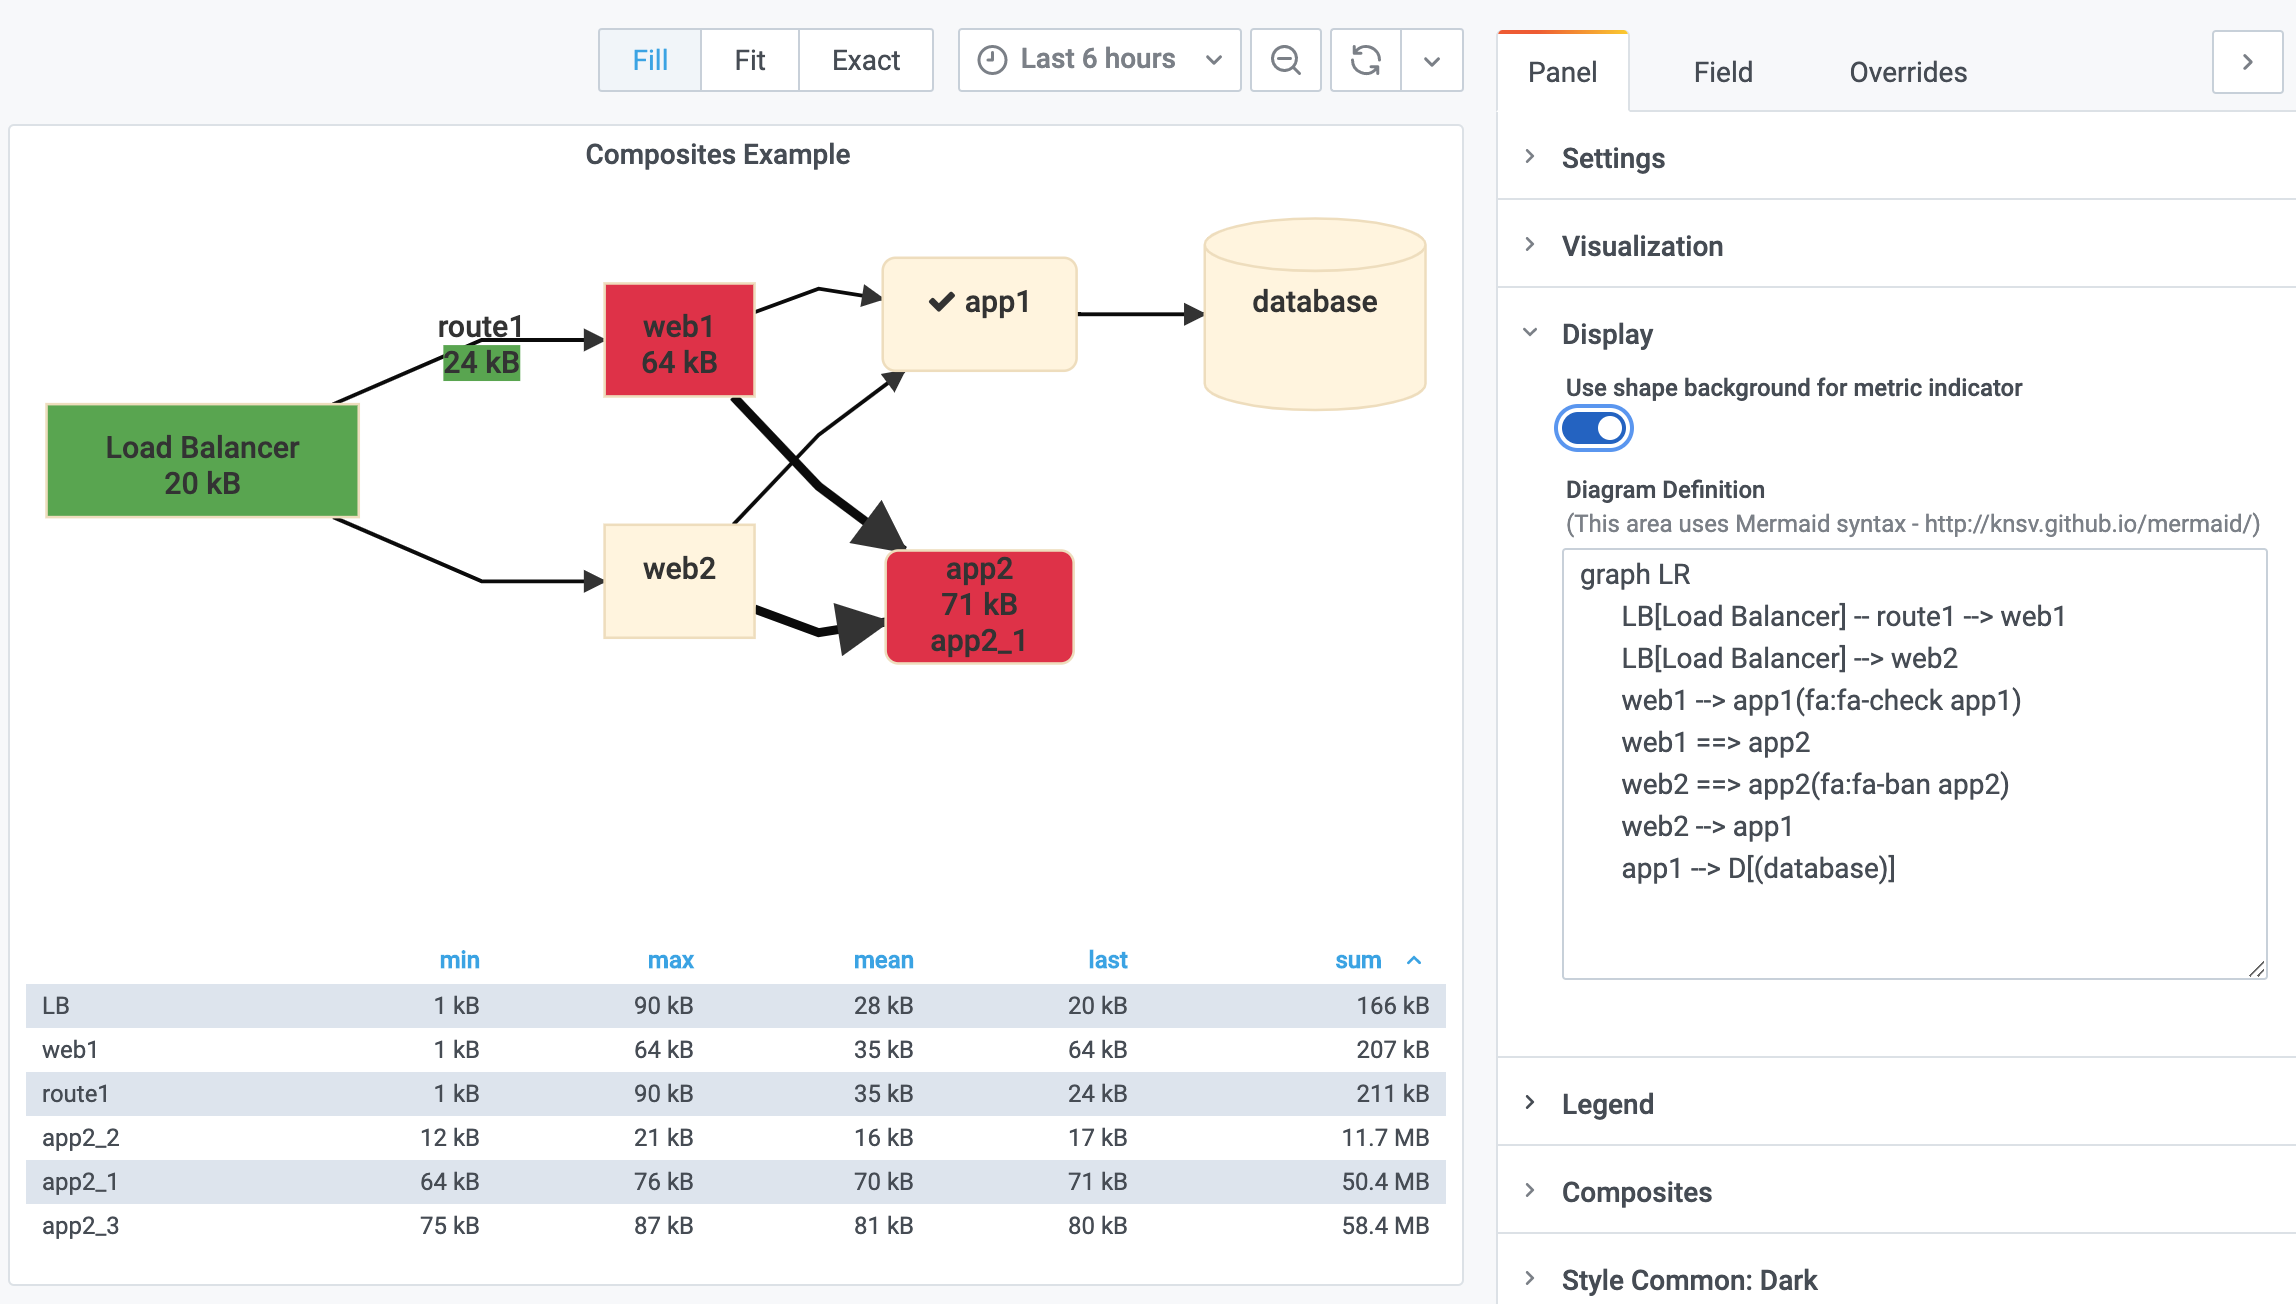 Fill Fit Exact Last 6 hours
Panel Field Overrides
Composites Example
route1
24 kB
Load Balancer
20 kB
web1
64 kB
web2
app1
app2
71 kB
app2_1
database
min max mean last sum
LB 1 kB 90 kB 28 kB 20 kB 166 kB
web1 1 kB 64 kB 35 kB 64 kB 207 kB
route1 1 kB 90 kB 35 kB 24 kB 211 kB
app2_2 12 kB 21 kB 16 kB 17 kB 11.7 MB
app2_1 64 kB 76 kB 70 kB 71 kB 50.4 MB
app2_3 75 kB 87 kB 81 kB 80 kB 58.4 MB
Settings
Visualization
Display
Use shape background for metric indicator
Diagram Definition
(This area uses Mermaid syntax - http://knsv.github.io/mermaid/)
graph LR
LB[Load Balancer] -- route1 --> web1
LB[Load Balancer] --> web2
web1 --> app1(fa:fa-check app1)
web1 ==> app2
web2 ==> app2(fa:fa-ban app2)
web2 --> app1
app1 --> D[(database)]
Legend
Composites
Style Common: Dark